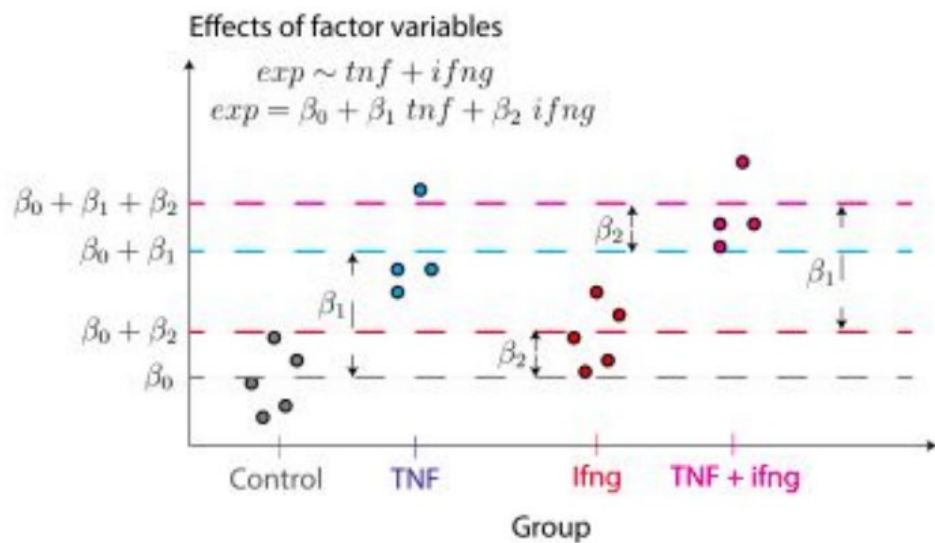 Effects of factor variables
exp ∼ tnf + ifng
exp = β₀ + β₁ tnf + β₂ ifng
β₀ + β₁ + β₂
β₂
β₀ + β₁
β₁
β₁
β₀ + β₂
β₂
β₀
Control TNF Ifng TNF + ifng
Group